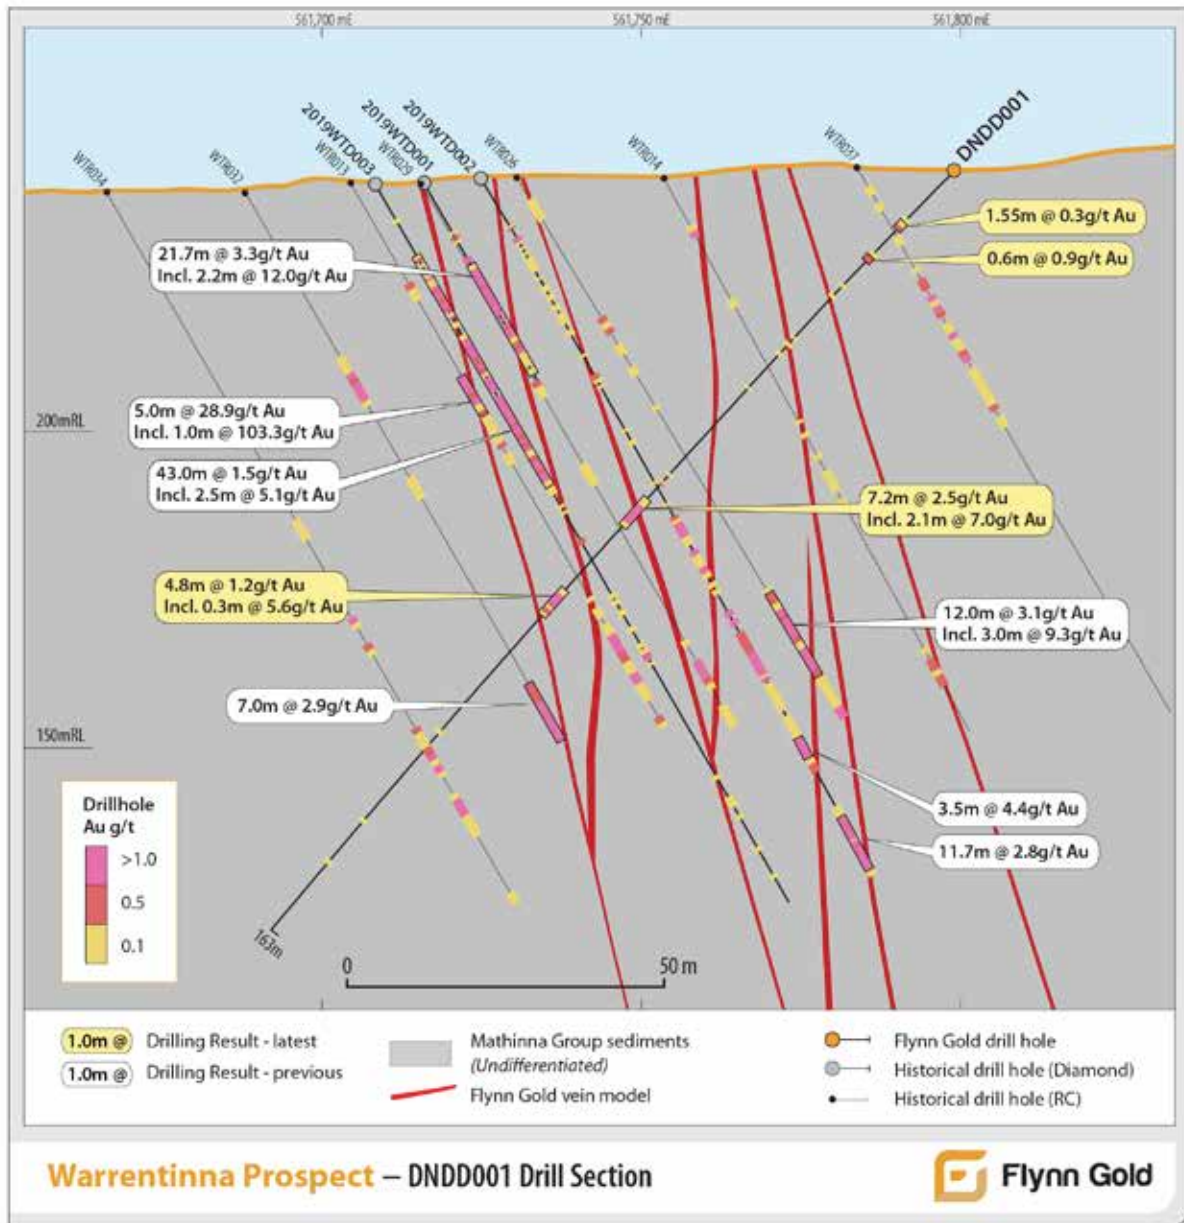 561,700 mE
561,750 mE
561,800 mE
WTR034
WTR032
2019WTD003
WTR013
2019WTD001
WTR029
2019WTD002
WTR026
WTR014
WTR037
DNDD001
1.55m @ 0.3g/t Au
0.6m @ 0.9g/t Au
21.7m @ 3.3g/t Au
Incl. 2.2m @ 12.0g/t Au
5.0m @ 28.9g/t Au
Incl. 1.0m @ 103.3g/t Au
200mRL
43.0m @ 1.5g/t Au
Incl. 2.5m @ 5.1g/t Au
7.2m @ 2.5g/t Au
Incl. 2.1m @ 7.0g/t Au
4.8m @ 1.2g/t Au
Incl. 0.3m @ 5.6g/t Au
12.0m @ 3.1g/t Au
Incl. 3.0m @ 9.3g/t Au
7.0m @ 2.9g/t Au
150mRL
3.5m @ 4.4g/t Au
11.7m @ 2.8g/t Au
Drillhole
Au g/t
>1.0
0.5
0.1
163m
0 50 m
1.0m @ Drilling Result - latest
1.0m @ Drilling Result - previous
Mathinna Group sediments
(Undifferentiated)
Flynn Gold vein model
Flynn Gold drill hole
Historical drill hole (Diamond)
Historical drill hole (RC)
Warrentinna Prospect – DNDD001 Drill Section
Flynn Gold